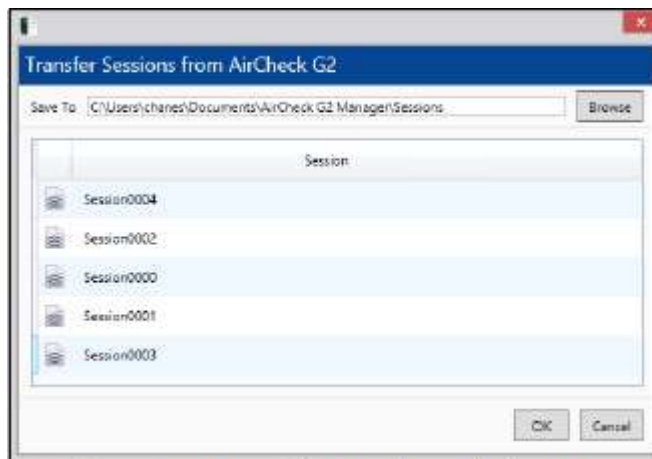 Transfer Sessions from AirCheck G2
Save To C:\Users\chanes\Documents\AirCheck G2 Manager\Sessions Browse
Session
Session0004
Session0002
Session0000
Session0001
Session0003
OK Cancel